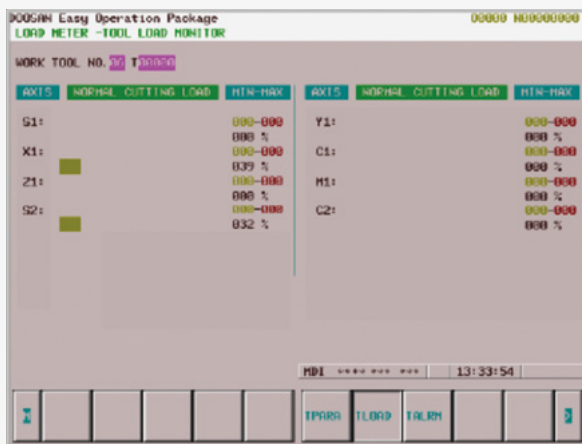 DOOSAN Easy Operation Package 00000 N00000000
LOAD METER -TOOL LOAD MONITOR
WORK TOOL NO. 00 T00000
AXIS NORMAL CUTTING LOAD MIN-MAX AXIS NORMAL CUTTING LOAD MIN-MAX
S1: 000-000 Y1: 000-000
000 % 000 %
X1: 000-000 C1: 000-000
039 % 000 %
Z1: 000-000 M1: 000-000
000 % 000 %
S2: 000-000 C2: 000-000
032 % 000 %
MDI **** *** *** 13:33:54
TPARA TLOAD TALRM